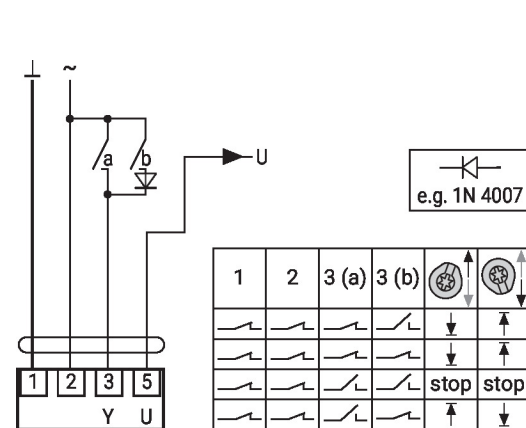 ⊥ ~
a b
U
e.g. 1N 4007
1 2 3 (a) 3 (b)
stop stop
1 2 3 5
Y U